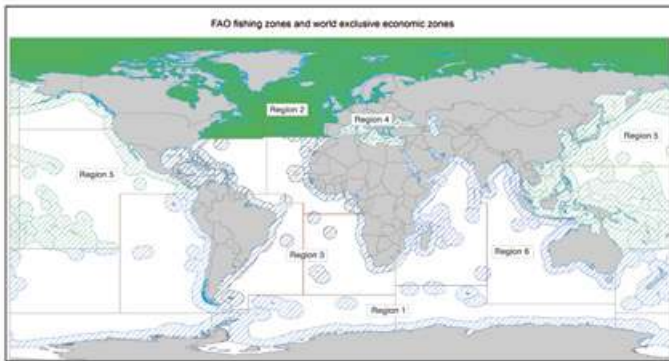 FAO fishing zones and world exclusive economic zones
Region 2
Region 4
Region 5
Region 5
Region 3
Region 6
Region 1